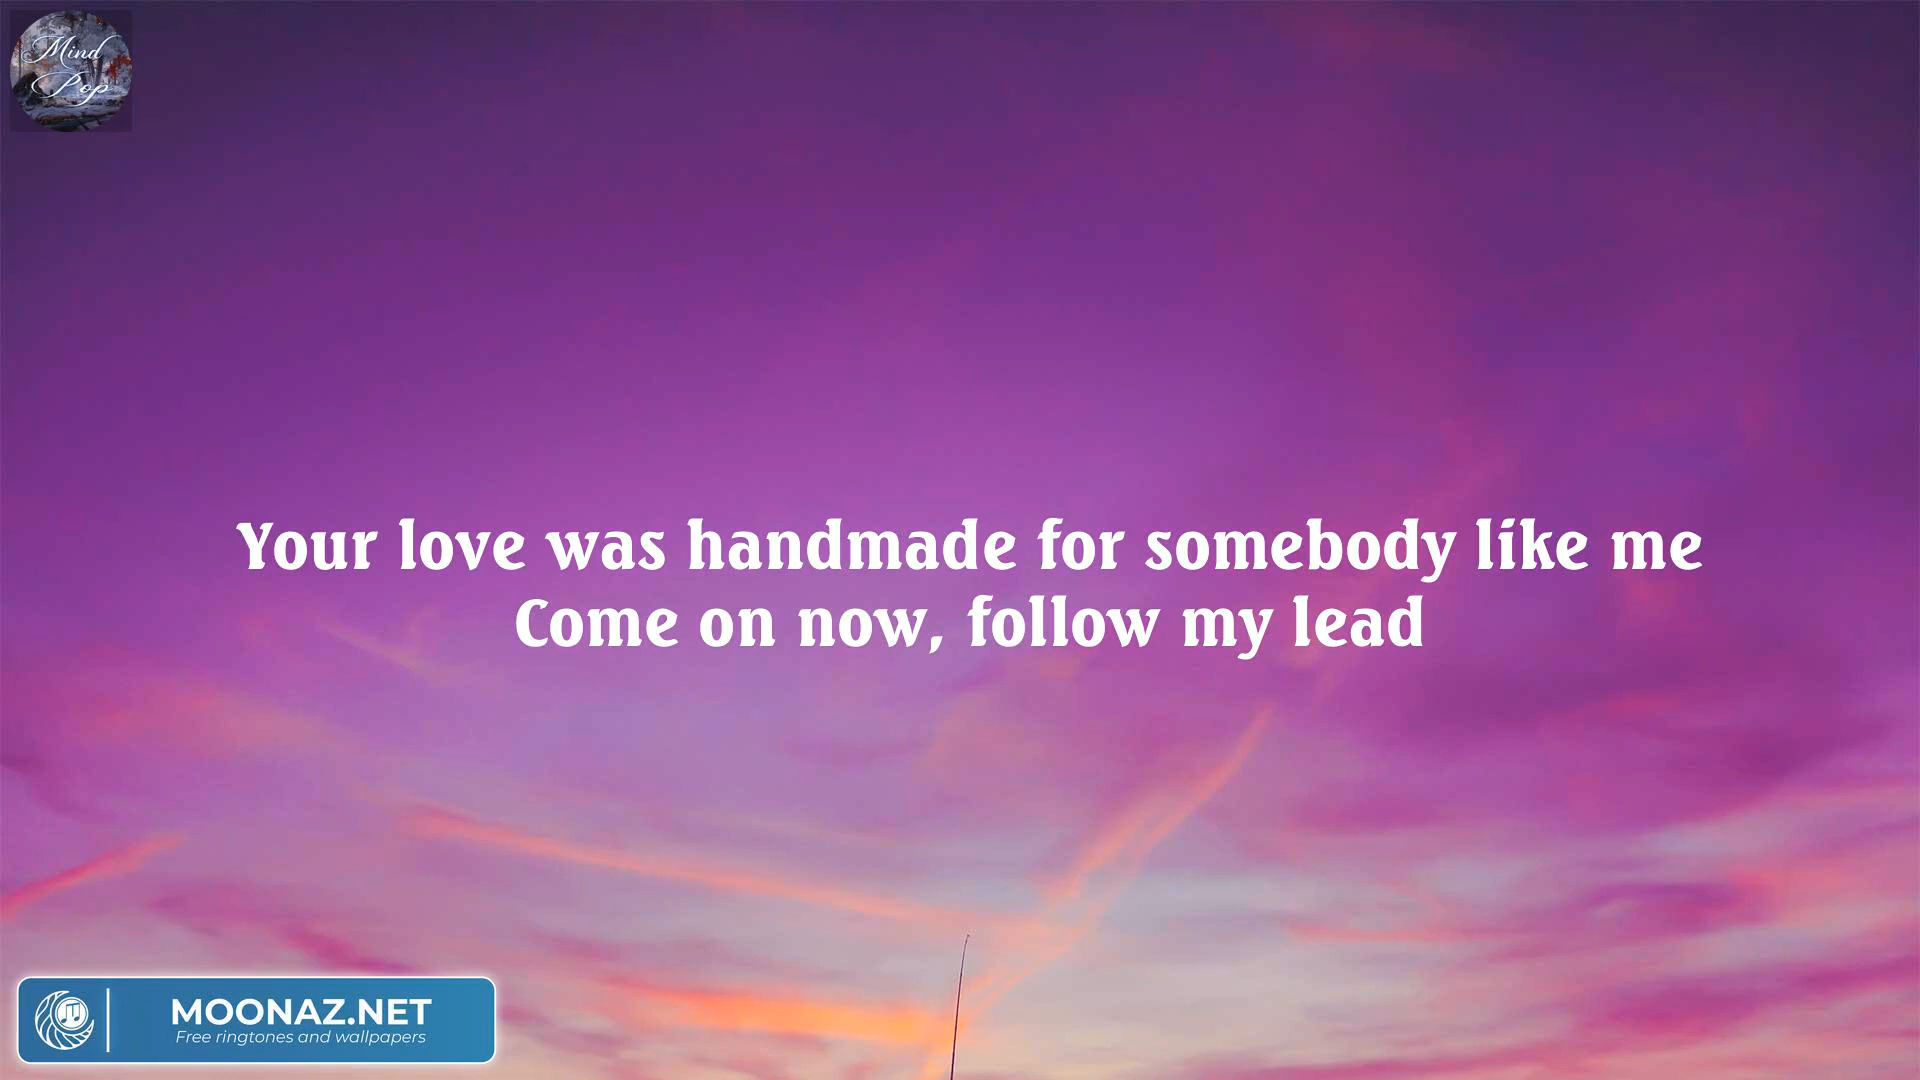 Mind
Pop
Your love was handmade for somebody like me
Come on now, follow my lead
MOONAZ.NET
Free ringtones and wallpapers